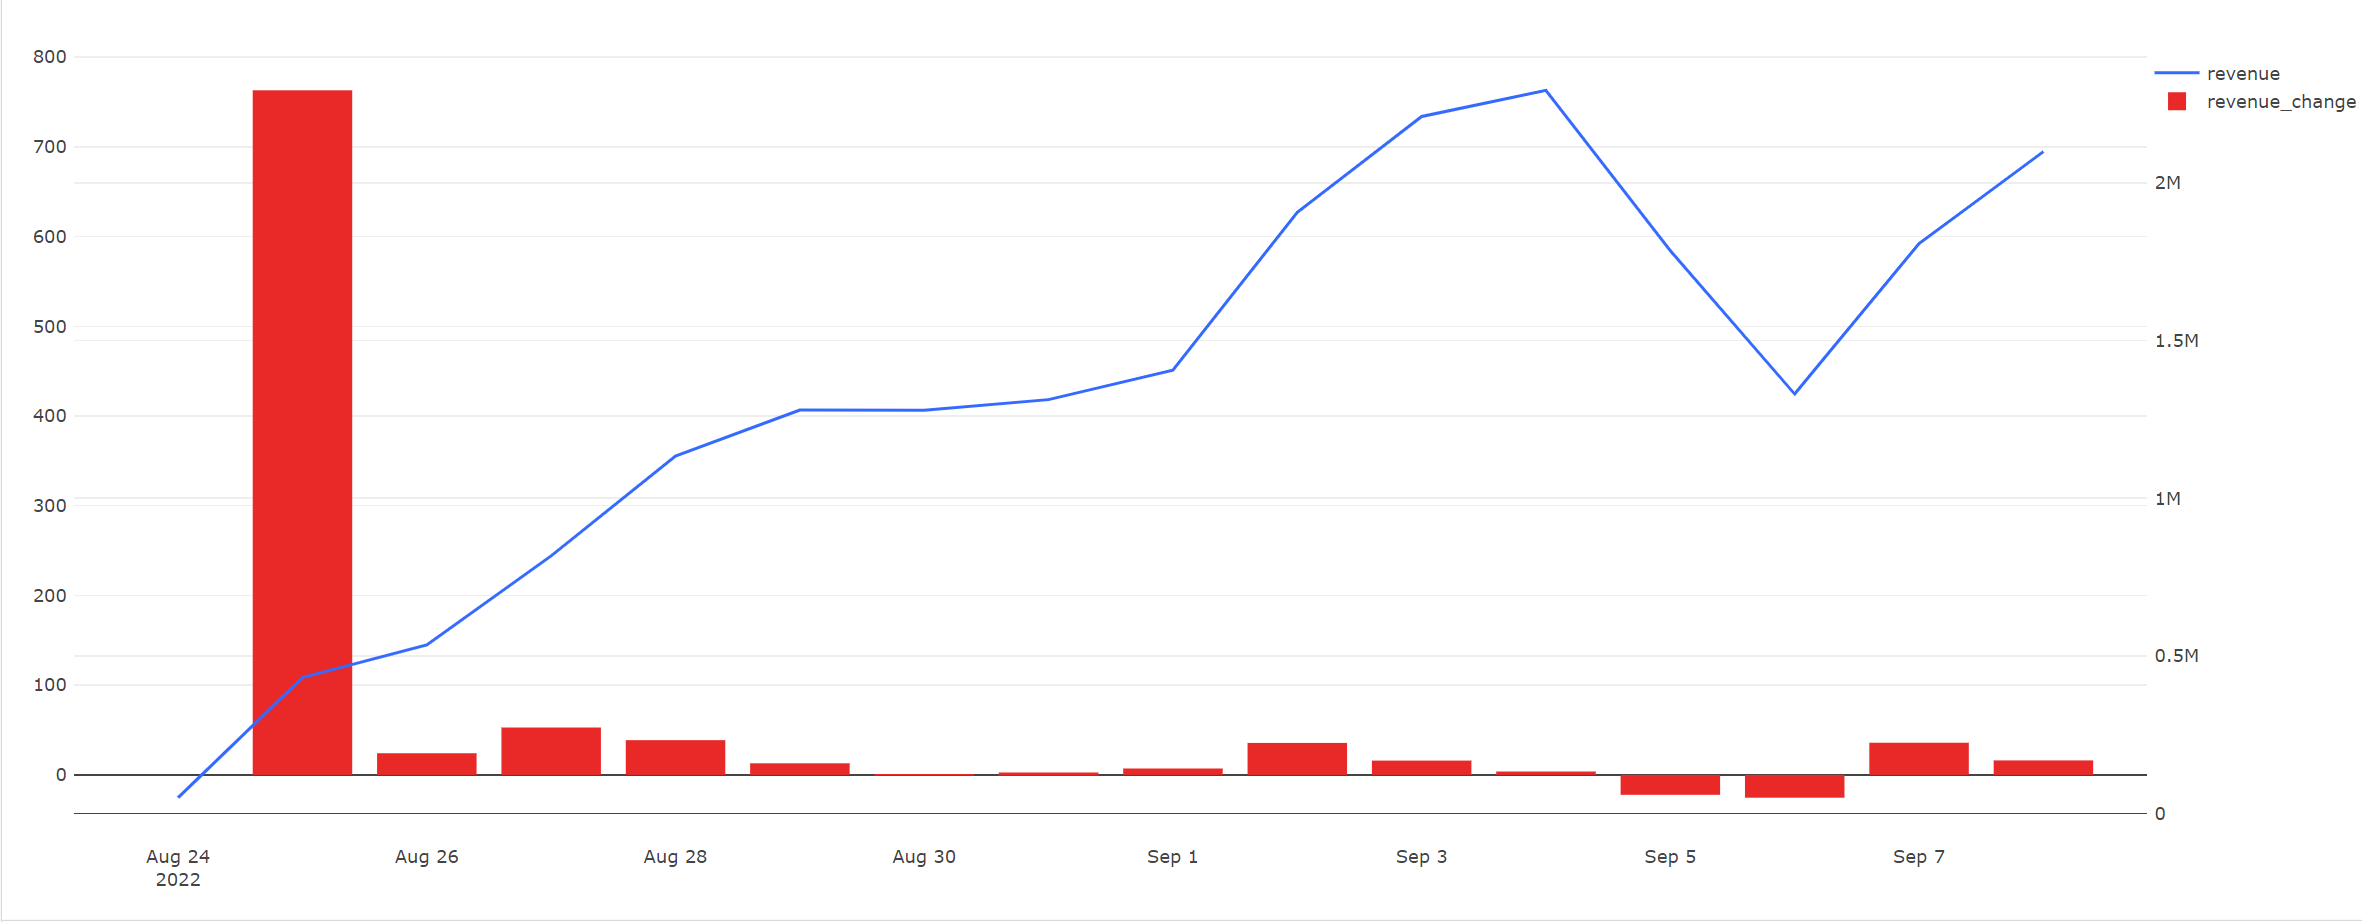 800
700
600
500
400
300
200
100
0
2M
1.5M
1M
0.5M
0
Aug 24
2022
Aug 26
Aug 28
Aug 30
Sep 1
Sep 3
Sep 5
Sep 7
revenue
revenue_change